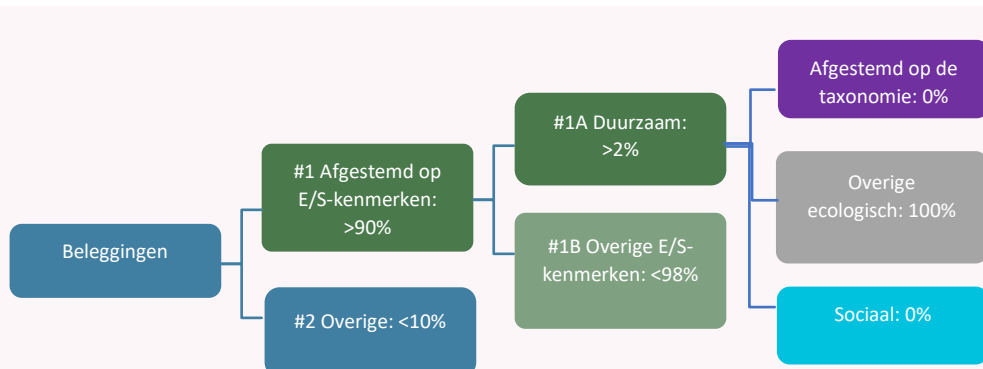 Beleggingen
#1 Afgestemd op
E/S-kenmerken:
>90%
#2 Overige: <10%
#1A Duurzaam:
>2%
#1B Overige E/S-
kenmerken: <98%
Afgestemd op de
taxonomie: 0%
Overige
ecologisch: 100%
Sociaal: 0%